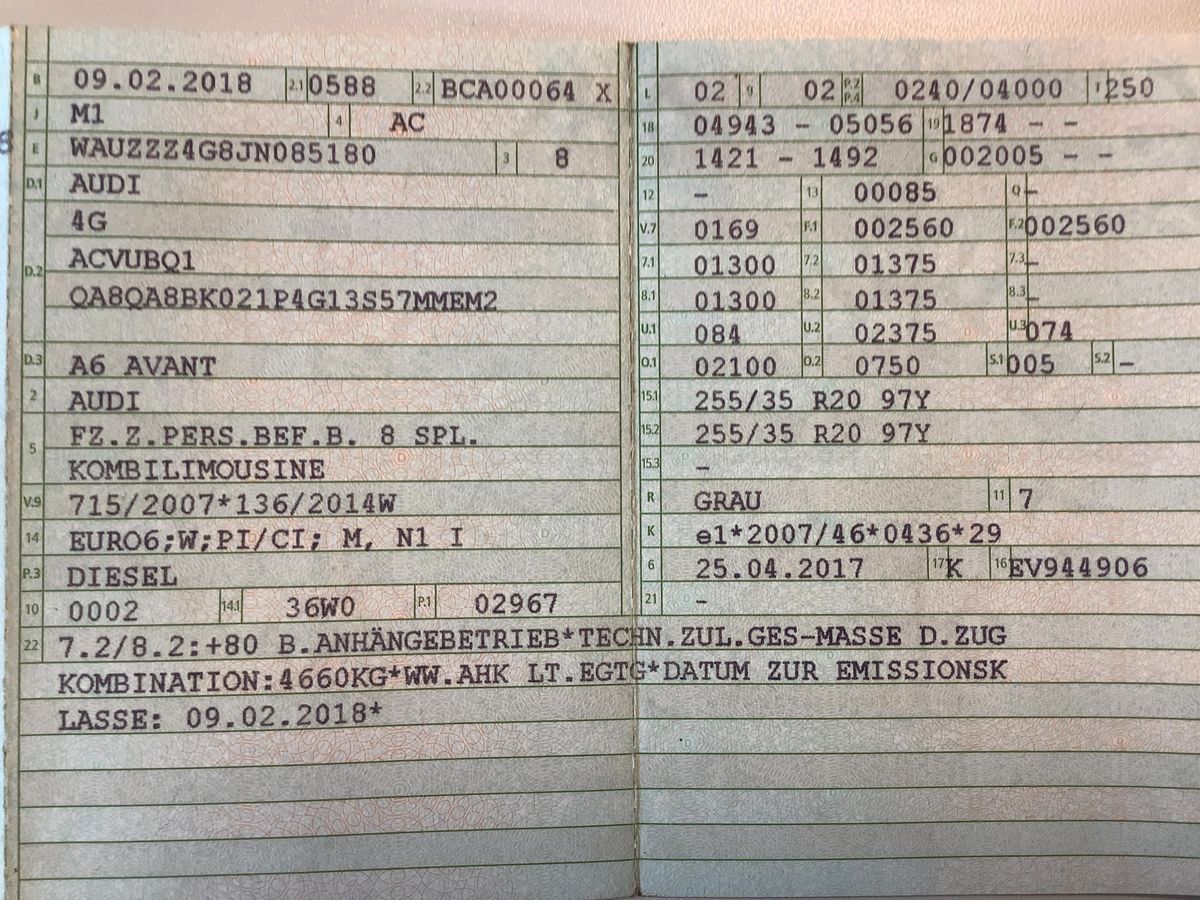 B 09.02.2018 2.1 0588 2.2 BCA00064 X
J M1 4 AC
E WAUZZZ4G8JN085180 3 8
D.1 AUDI
4G
D.2 ACVUBQ1
QA8QA8BK021P4G13S57MMEM2
D.3 A6 AVANT
2 AUDI
5 FZ.Z.PERS.BEF.B. 8 SPL.
KOMBILIMOUSINE
V.9 715/2007*136/2014W
14 EURO6;W;PI/CI; M, N1 I
P.3 DIESEL
10 0002 14.1 36W0 P.1 02967
L 02 9 02 P.2 P.4 0240/04000 T 250
18 04943 - 05056 19 1874 - -
20 1421 - 1492 G 002005 - -
12 - 13 00085 Q -
V.7 0169 F.1 002560 F.2 002560
7.1 01300 7.2 01375 7.3 -
8.1 01300 8.2 01375 8.3 -
U.1 084 U.2 02375 U.3 074
O.1 02100 O.2 0750 S.1 005 S.2 -
15.1 255/35 R20 97Y
15.2 255/35 R20 97Y
15.3 -
R GRAU 11 7
K e1*2007/46*0436*29
6 25.04.2017 17 K 16 EV944906
21 -
22 7.2/8.2:+80 B.ANHÄNGEBETRIEB*TECHN.ZUL.GES-MASSE D.ZUG
KOMBINATION:4660KG*WW.AHK LT.EGTG*DATUM ZUR EMISSIONSK
LASSE: 09.02.2018*